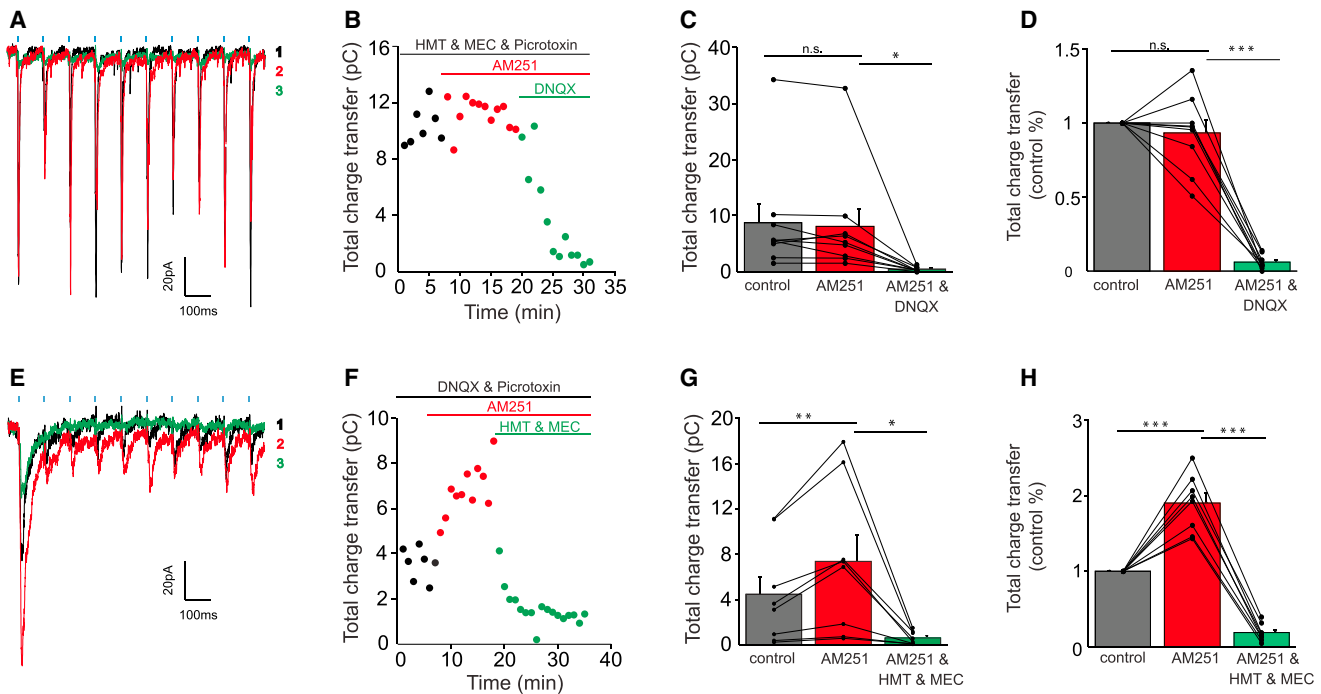 A
1
2
3
20pA
100ms
B
Total charge transfer (pC)
16
12
8
4
0
HMT & MEC & Picrotoxin
AM251
DNQX
0 5 10 15 20 25 30 35
Time (min)
C
Total charge transfer (pC)
40
30
20
10
0
n.s.
*
control
AM251
AM251 &
DNQX
D
Total charge transfer
(control %)
1.5
1
0.5
0
n.s.
***
control
AM251
AM251 &
DNQX
E
1
2
3
20pA
100ms
F
Total charge transfer (pC)
10
8
6
4
2
0
DNQX & Picrotoxin
AM251
HMT & MEC
0 10 20 30 40
Time (min)
G
Total charge transfer (pC)
20
16
12
8
4
0
**
*
control
AM251
AM251 &
HMT & MEC
H
Total charge transfer
(control %)
3
2
1
0
***
***
control
AM251
AM251 &
HMT & MEC